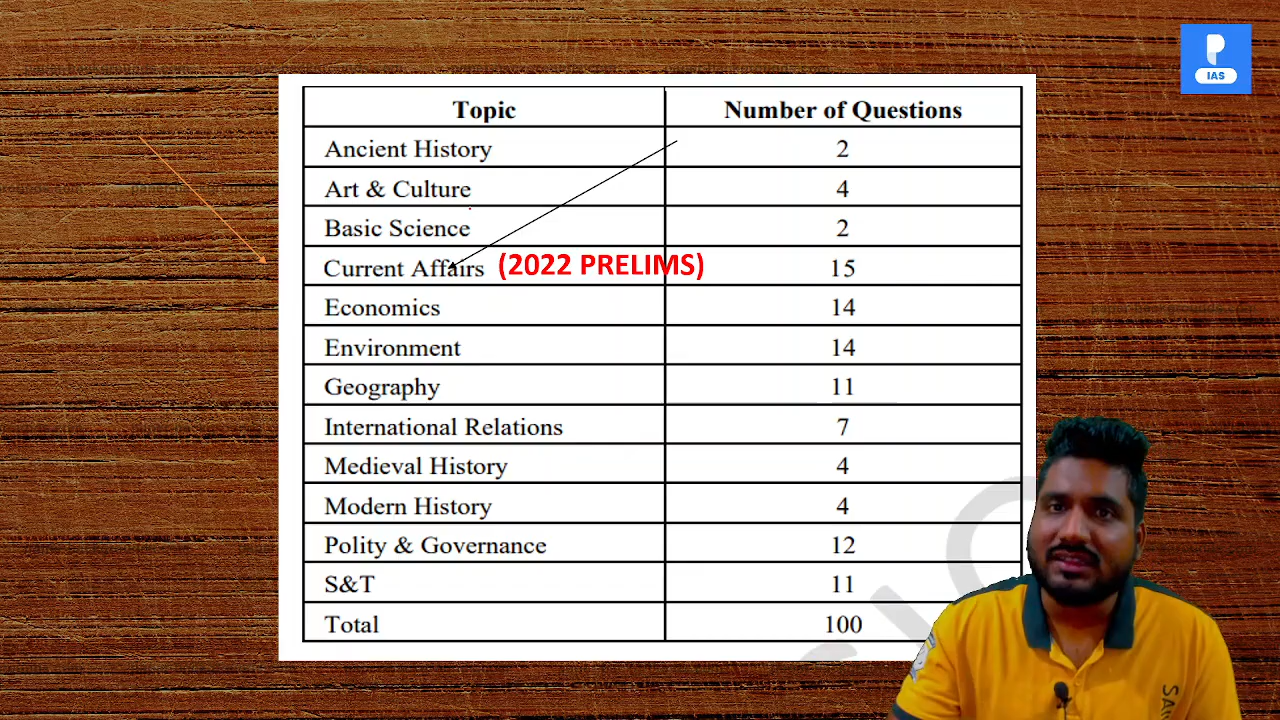 P
IAS
Topic Number of Questions
Ancient History 2
Art & Culture 4
Basic Science 2
Current Affairs (2022 PRELIMS) 15
Economics 14
Environment 14
Geography 11
International Relations 7
Medieval History 4
Modern History 4
Polity & Governance 12
S&T 11
Total 100